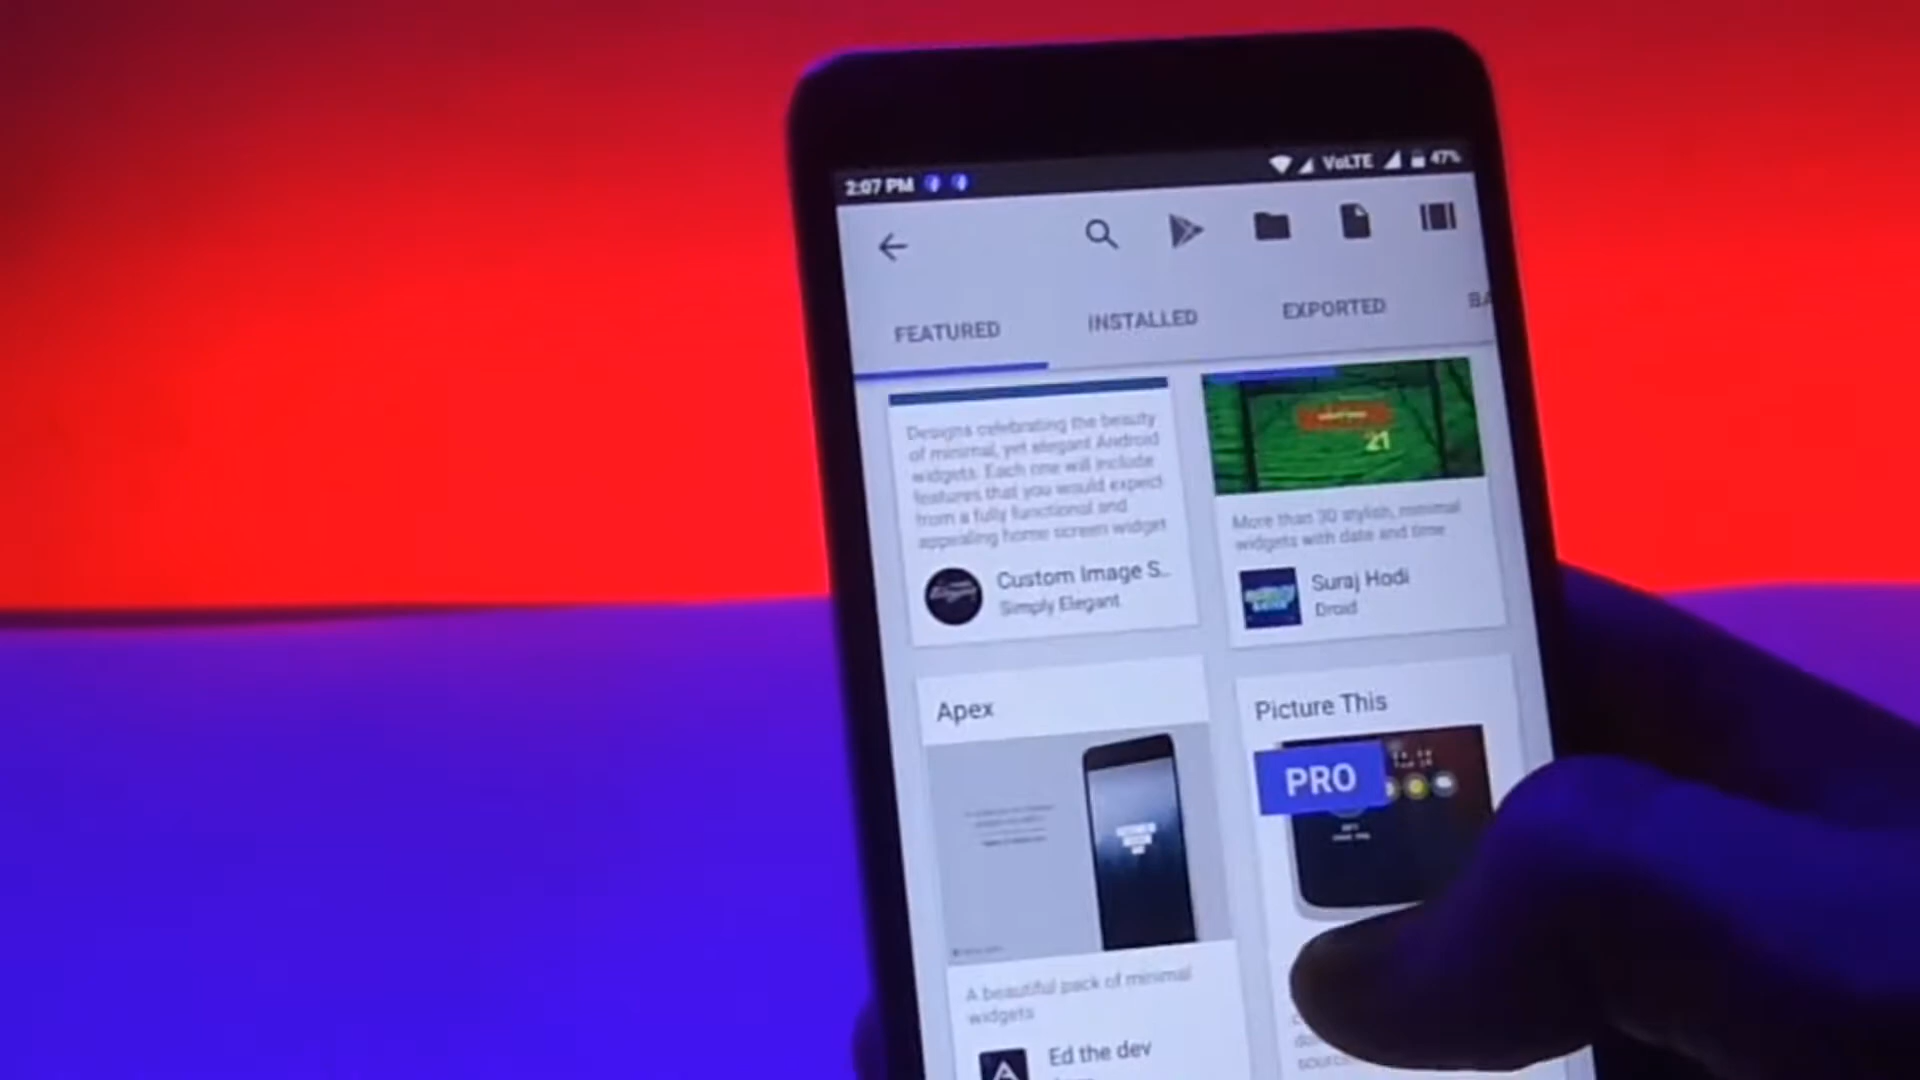 2:07 PM
VoLTE
47%
FEATURED
INSTALLED
EXPORTED
BA
Designs celebrating the beauty
of minimal, yet elegant Android
widgets. Each one will include
features that you would expect
from a fully functional and
appealing home screen widget
Custom Image S..
Simply Elegant
21
More than 30 stylish, minimal
widgets with date and time
Suraj Hodi
Droid
Apex
A beautiful pack of minimal
widgets
Ed the dev
Picture This
PRO